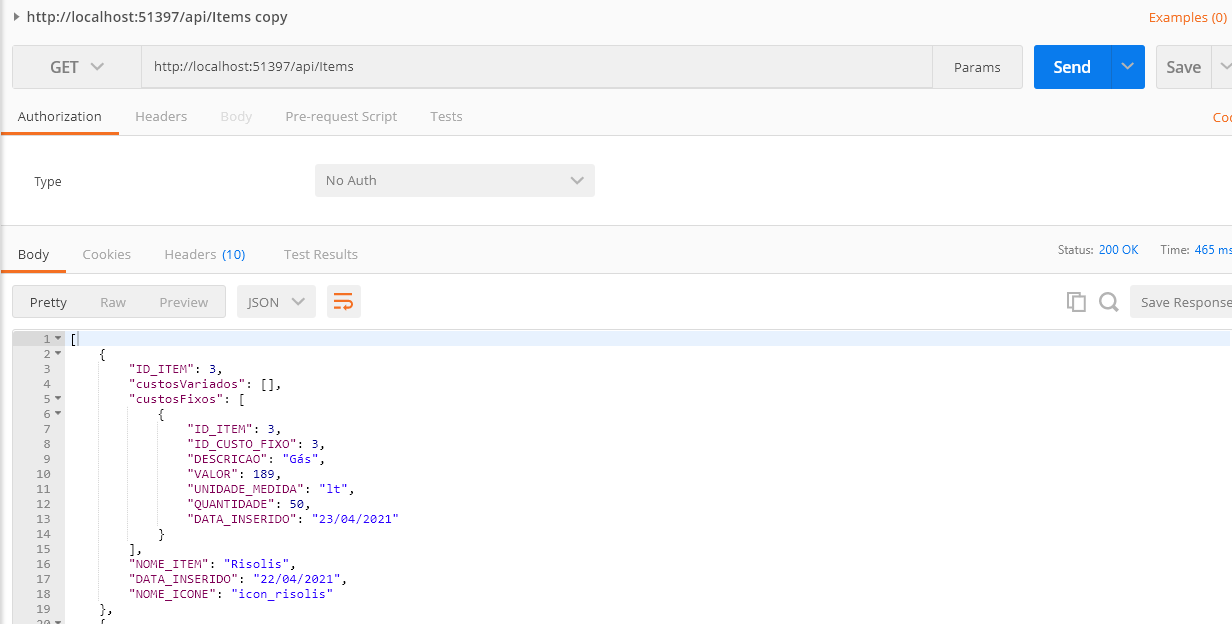 http://localhost:51397/api/Items copy
Examples (0)
GET http://localhost:51397/api/Items Params Send Save
Authorization Headers Body Pre-request Script Tests
Type No Auth
Body Cookies Headers (10) Test Results Status: 200 OK Time: 465 ms
Pretty Raw Preview JSON Save Response
1 [
2 {
3 "ID_ITEM": 3,
4 "custosVariados": [],
5 "custosFixos": [
6 {
7 "ID_ITEM": 3,
8 "ID_CUSTO_FIXO": 3,
9 "DESCRICAO": "Gás",
10 "VALOR": 189,
11 "UNIDADE_MEDIDA": "lt",
12 "QUANTIDADE": 50,
13 "DATA_INSERIDO": "23/04/2021"
14 }
15 ],
16 "NOME_ITEM": "Risolis",
17 "DATA_INSERIDO": "22/04/2021",
18 "NOME_ICONE": "icon_risolis"
19 },
20 {